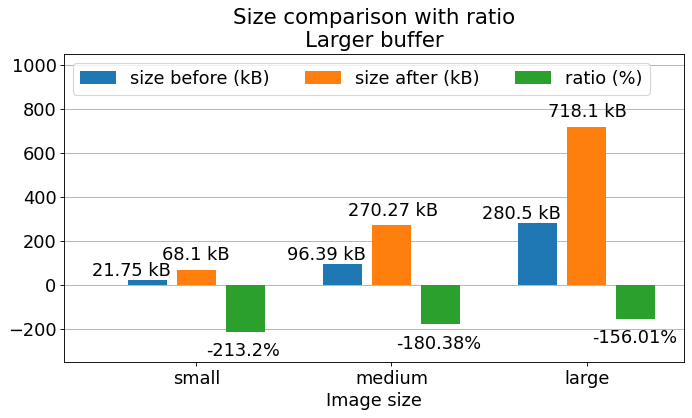 Size comparison with ratio
Larger buffer
size before (kB) size after (kB) ratio (%)
1000
800
600
400
200
0
−200
21.75 kB
68.1 kB
-213.2%
96.39 kB
270.27 kB
-180.38%
280.5 kB
718.1 kB
-156.01%
small medium large
Image size